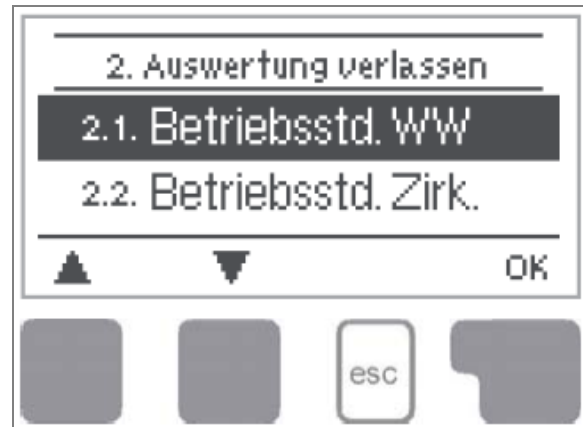 2. Auswertung verlassen
2.1. Betriebsstd. WW
2.2. Betriebsstd. Zirk.
▲ ▼ OK
esc